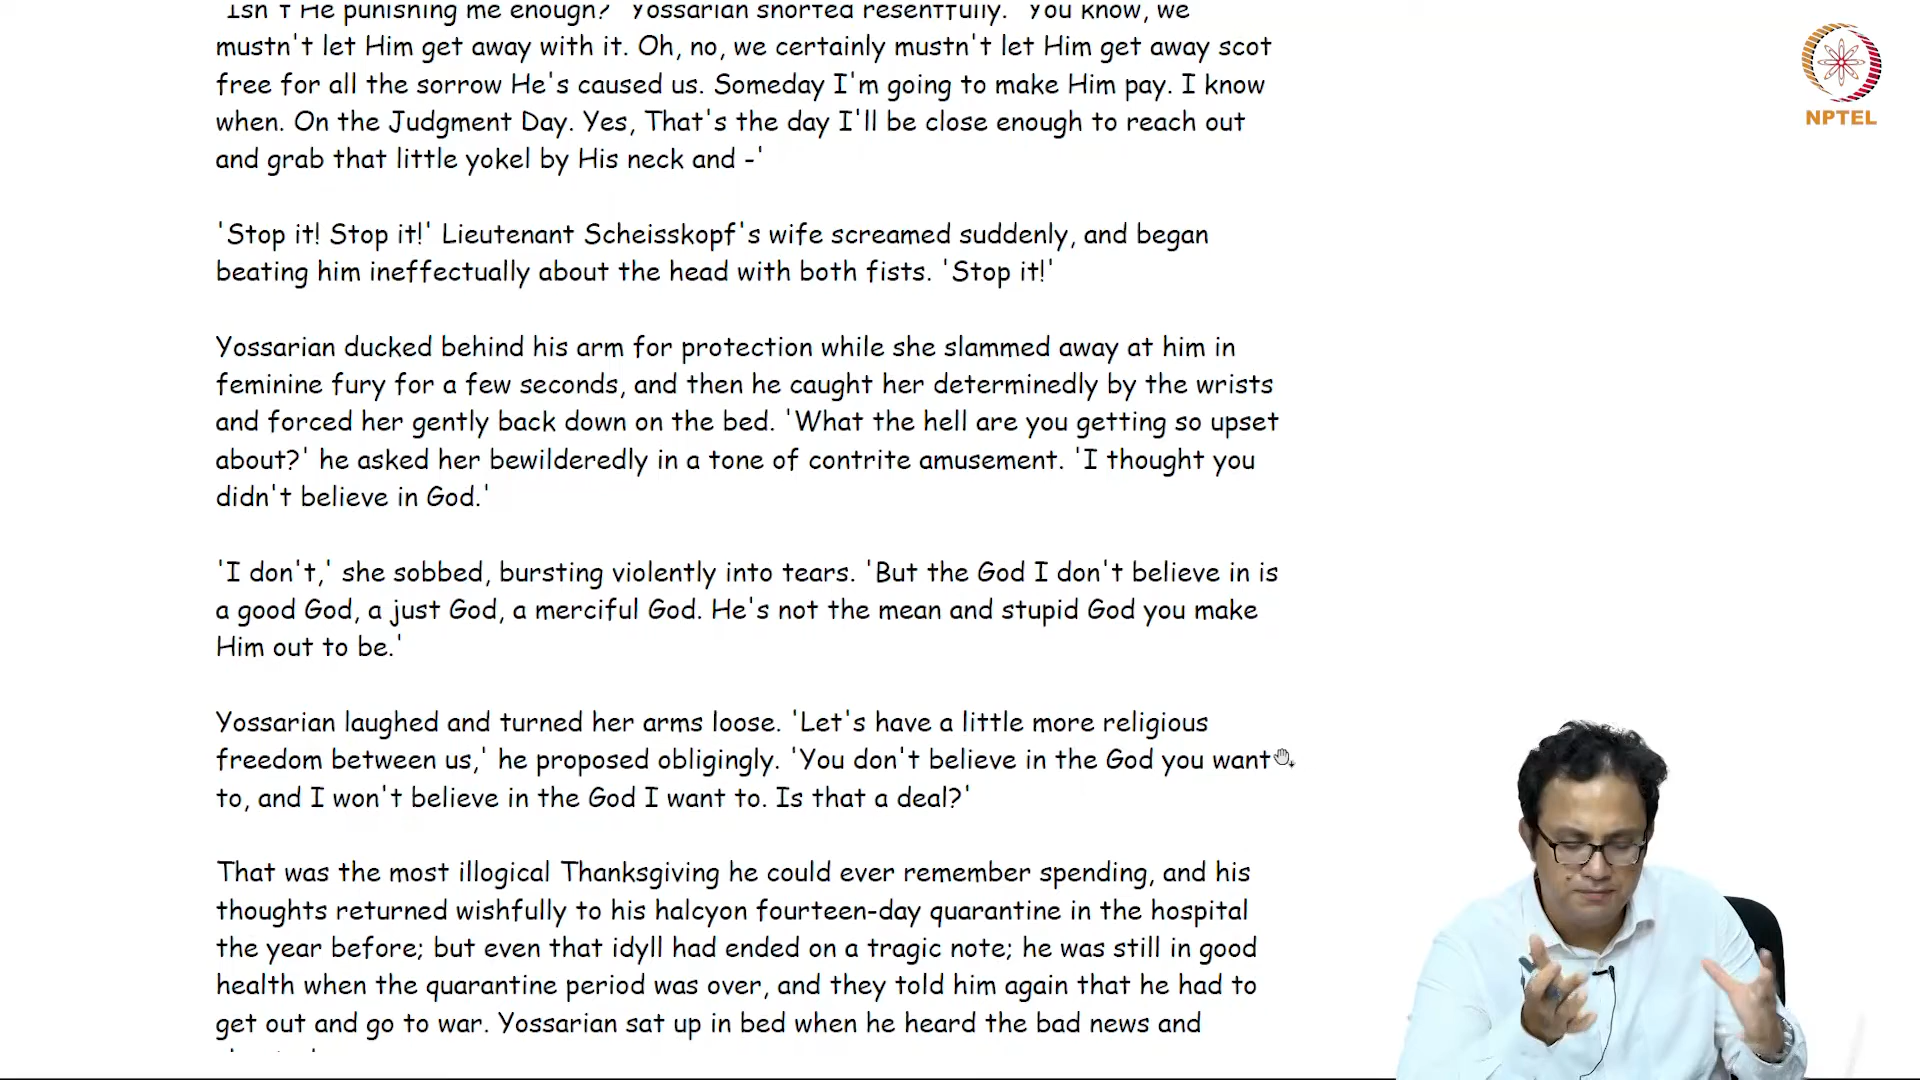 'Isn't He punishing me enough?' Yossarian snorted resentfully. 'You know, we
mustn't let Him get away with it. Oh, no, we certainly mustn't let Him get away scot
free for all the sorrow He's caused us. Someday I'm going to make Him pay. I know
when. On the Judgment Day. Yes, That's the day I'll be close enough to reach out
and grab that little yokel by His neck and -'
'Stop it! Stop it!' Lieutenant Scheisskopf's wife screamed suddenly, and began
beating him ineffectually about the head with both fists. 'Stop it!'
Yossarian ducked behind his arm for protection while she slammed away at him in
feminine fury for a few seconds, and then he caught her determinedly by the wrists
and forced her gently back down on the bed. 'What the hell are you getting so upset
about?' he asked her bewilderedly in a tone of contrite amusement. 'I thought you
didn't believe in God.'
'I don't,' she sobbed, bursting violently into tears. 'But the God I don't believe in is
a good God, a just God, a merciful God. He's not the mean and stupid God you make
Him out to be.'
Yossarian laughed and turned her arms loose. 'Let's have a little more religious
freedom between us,' he proposed obligingly. 'You don't believe in the God you want
to, and I won't believe in the God I want to. Is that a deal?'
That was the most illogical Thanksgiving he could ever remember spending, and his
thoughts returned wishfully to his halcyon fourteen-day quarantine in the hospital
the year before; but even that idyll had ended on a tragic note; he was still in good
health when the quarantine period was over, and they told him again that he had to
get out and go to war. Yossarian sat up in bed when he heard the bad news and
NPTEL